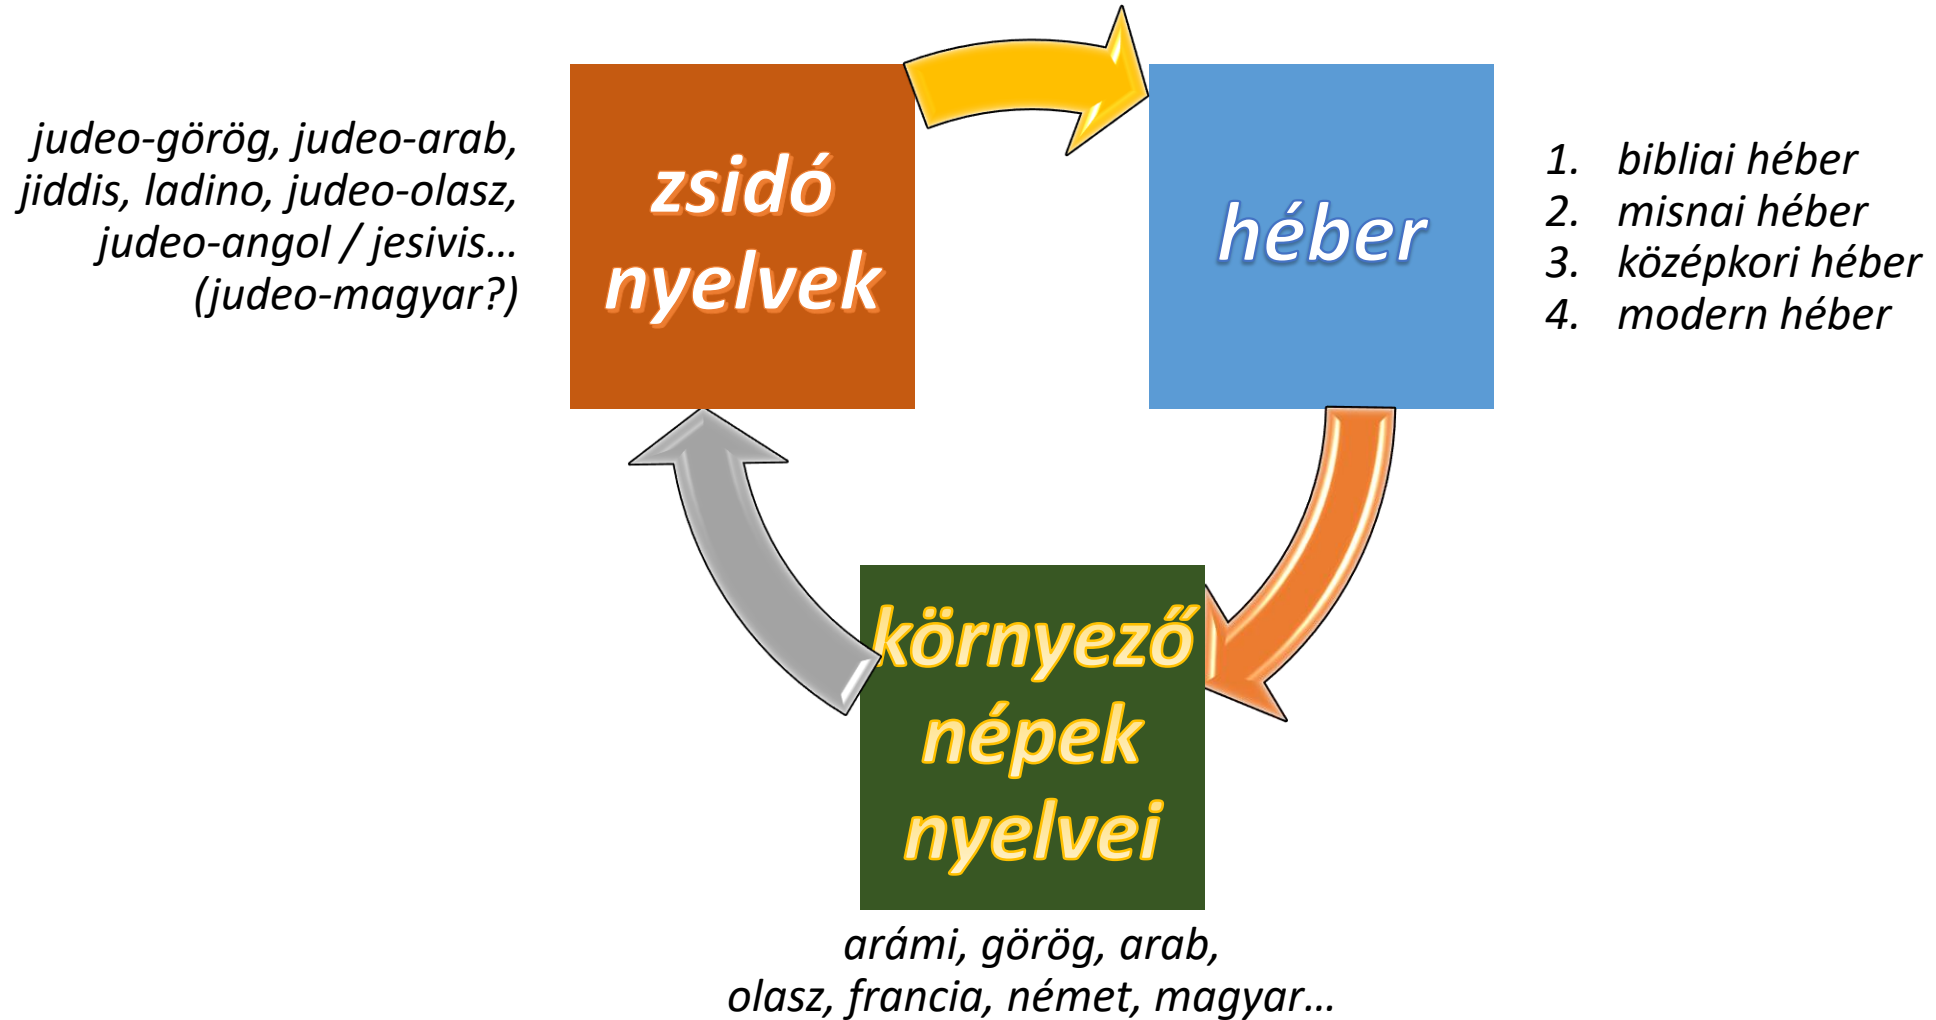 judeo-görög, judeo-arab,
jiddis, ladino, judeo-olasz,
judeo-angol / jesivis...
(judeo-magyar?)
zsidó
nyelvek
héber
1. bibliai héber
2. misnai héber
3. középkori héber
4. modern héber
környező
népek
nyelvei
arámi, görög, arab,
olasz, francia, német, magyar...